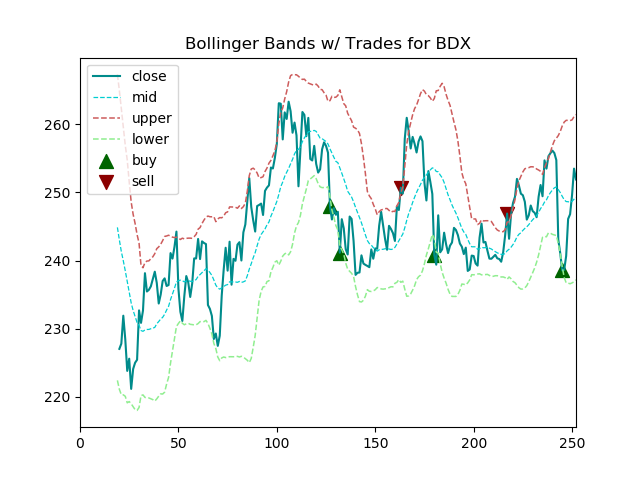 Bollinger Bands w/ Trades for BDX
close
mid
upper
lower
buy
sell
260
250
240
230
220
0 50 100 150 200 250